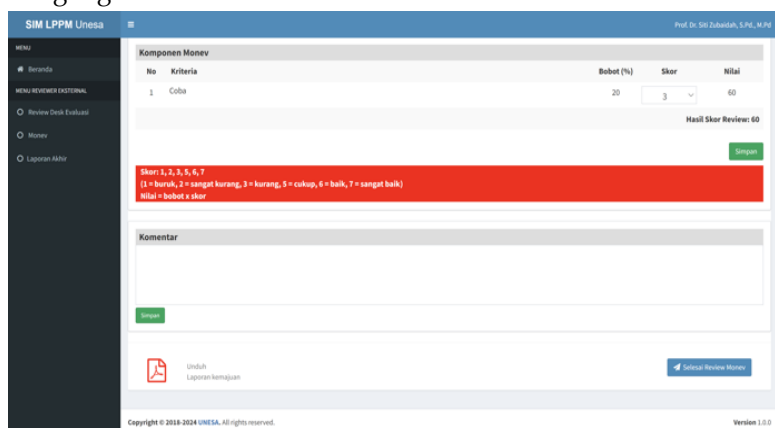 SIM LPPM Unesa
Prof. Dr. Siti Zubaidah, S.Pd., M.Pd
MENU
Beranda
MENU REVIEWER EKSTERNAL
Review Desk Evaluasi
Monev
Laporan Akhir
Komponen Monev
No Kriteria Bobot (%) Skor Nilai
1 Coba 20 3 60
Hasil Skor Review: 60
Simpan
Skor: 1, 2, 3, 5, 6, 7
(1 = buruk, 2 = sangat kurang, 3 = kurang, 5 = cukup, 6 = baik, 7 = sangat baik)
Nilai = bobot x skor
Komentar
Simpan
Unduh
Laporan kemajuan
Selesai Review Monev
Copyright © 2018-2024 UNESA. All rights reserved.
Version 1.0.0